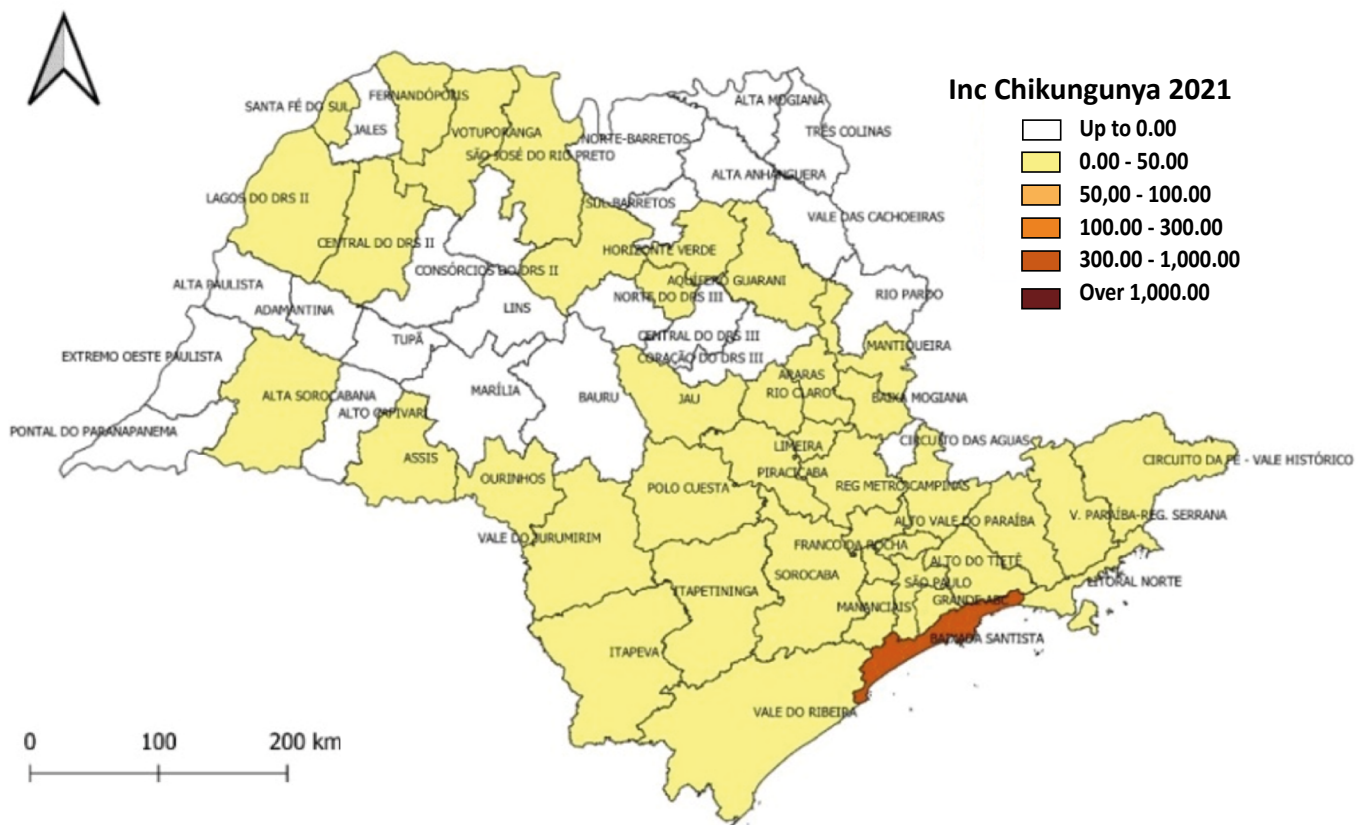 Inc Chikungunya 2021
Up to 0.00
0.00 - 50.00
50,00 - 100.00
100.00 - 300.00
300.00 - 1,000.00
Over 1,000.00
SANTA FÉ DO SUL
FERNANDÓPOLIS
JALES
VOTUPORANGA
SÃO JOSÉ DO RIO PRETO
NORTE-BARRETOS
ALTA MOGIANA
TRÊS COLINAS
ALTA ANHANGUERA
LAGOS DO DRS II
SUL-BARRETOS
VALE DAS CACHOEIRAS
CENTRAL DO DRS II
HORIZONTE VERDE
CONSÓRCIOS DO DRS II
AQUÍFERO GUARANI
ALTA PAULISTA
NORTE DO DRS III
RIO PARDO
ADAMANTINA
LINS
TUPÃ
CENTRAL DO DRS III
MANTIQUEIRA
EXTREMO OESTE PAULISTA
CORAÇÃO DO DRS III
ARARAS
ALTA SOROCABANA
MARÍLIA
BAURU
JAU
RIO CLARO
BAIXA MOGIANA
ALTO CAPIVARI
PONTAL DO PARANAPANEMA
CIRCUITO DAS AGUAS
LIMEIRA
ASSIS
CIRCUITO DA FÉ - VALE HISTÓRICO
PIRACICABA
OURINHOS
POLO CUESTA
REG METRO CAMPINAS
V. PARAÍBA-REG. SERRANA
ALTO VALE DO PARAÍBA
VALE DO JURUMIRIM
FRANCO DA ROCHA
ALTO DO TIETÊ
SOROCABA
SÃO PAULO
LITORAL NORTE
ITAPETININGA
GRANDE ABC
MANANCIAIS
BAIXADA SANTISTA
ITAPEVA
VALE DO RIBEIRA
0 100 200 km